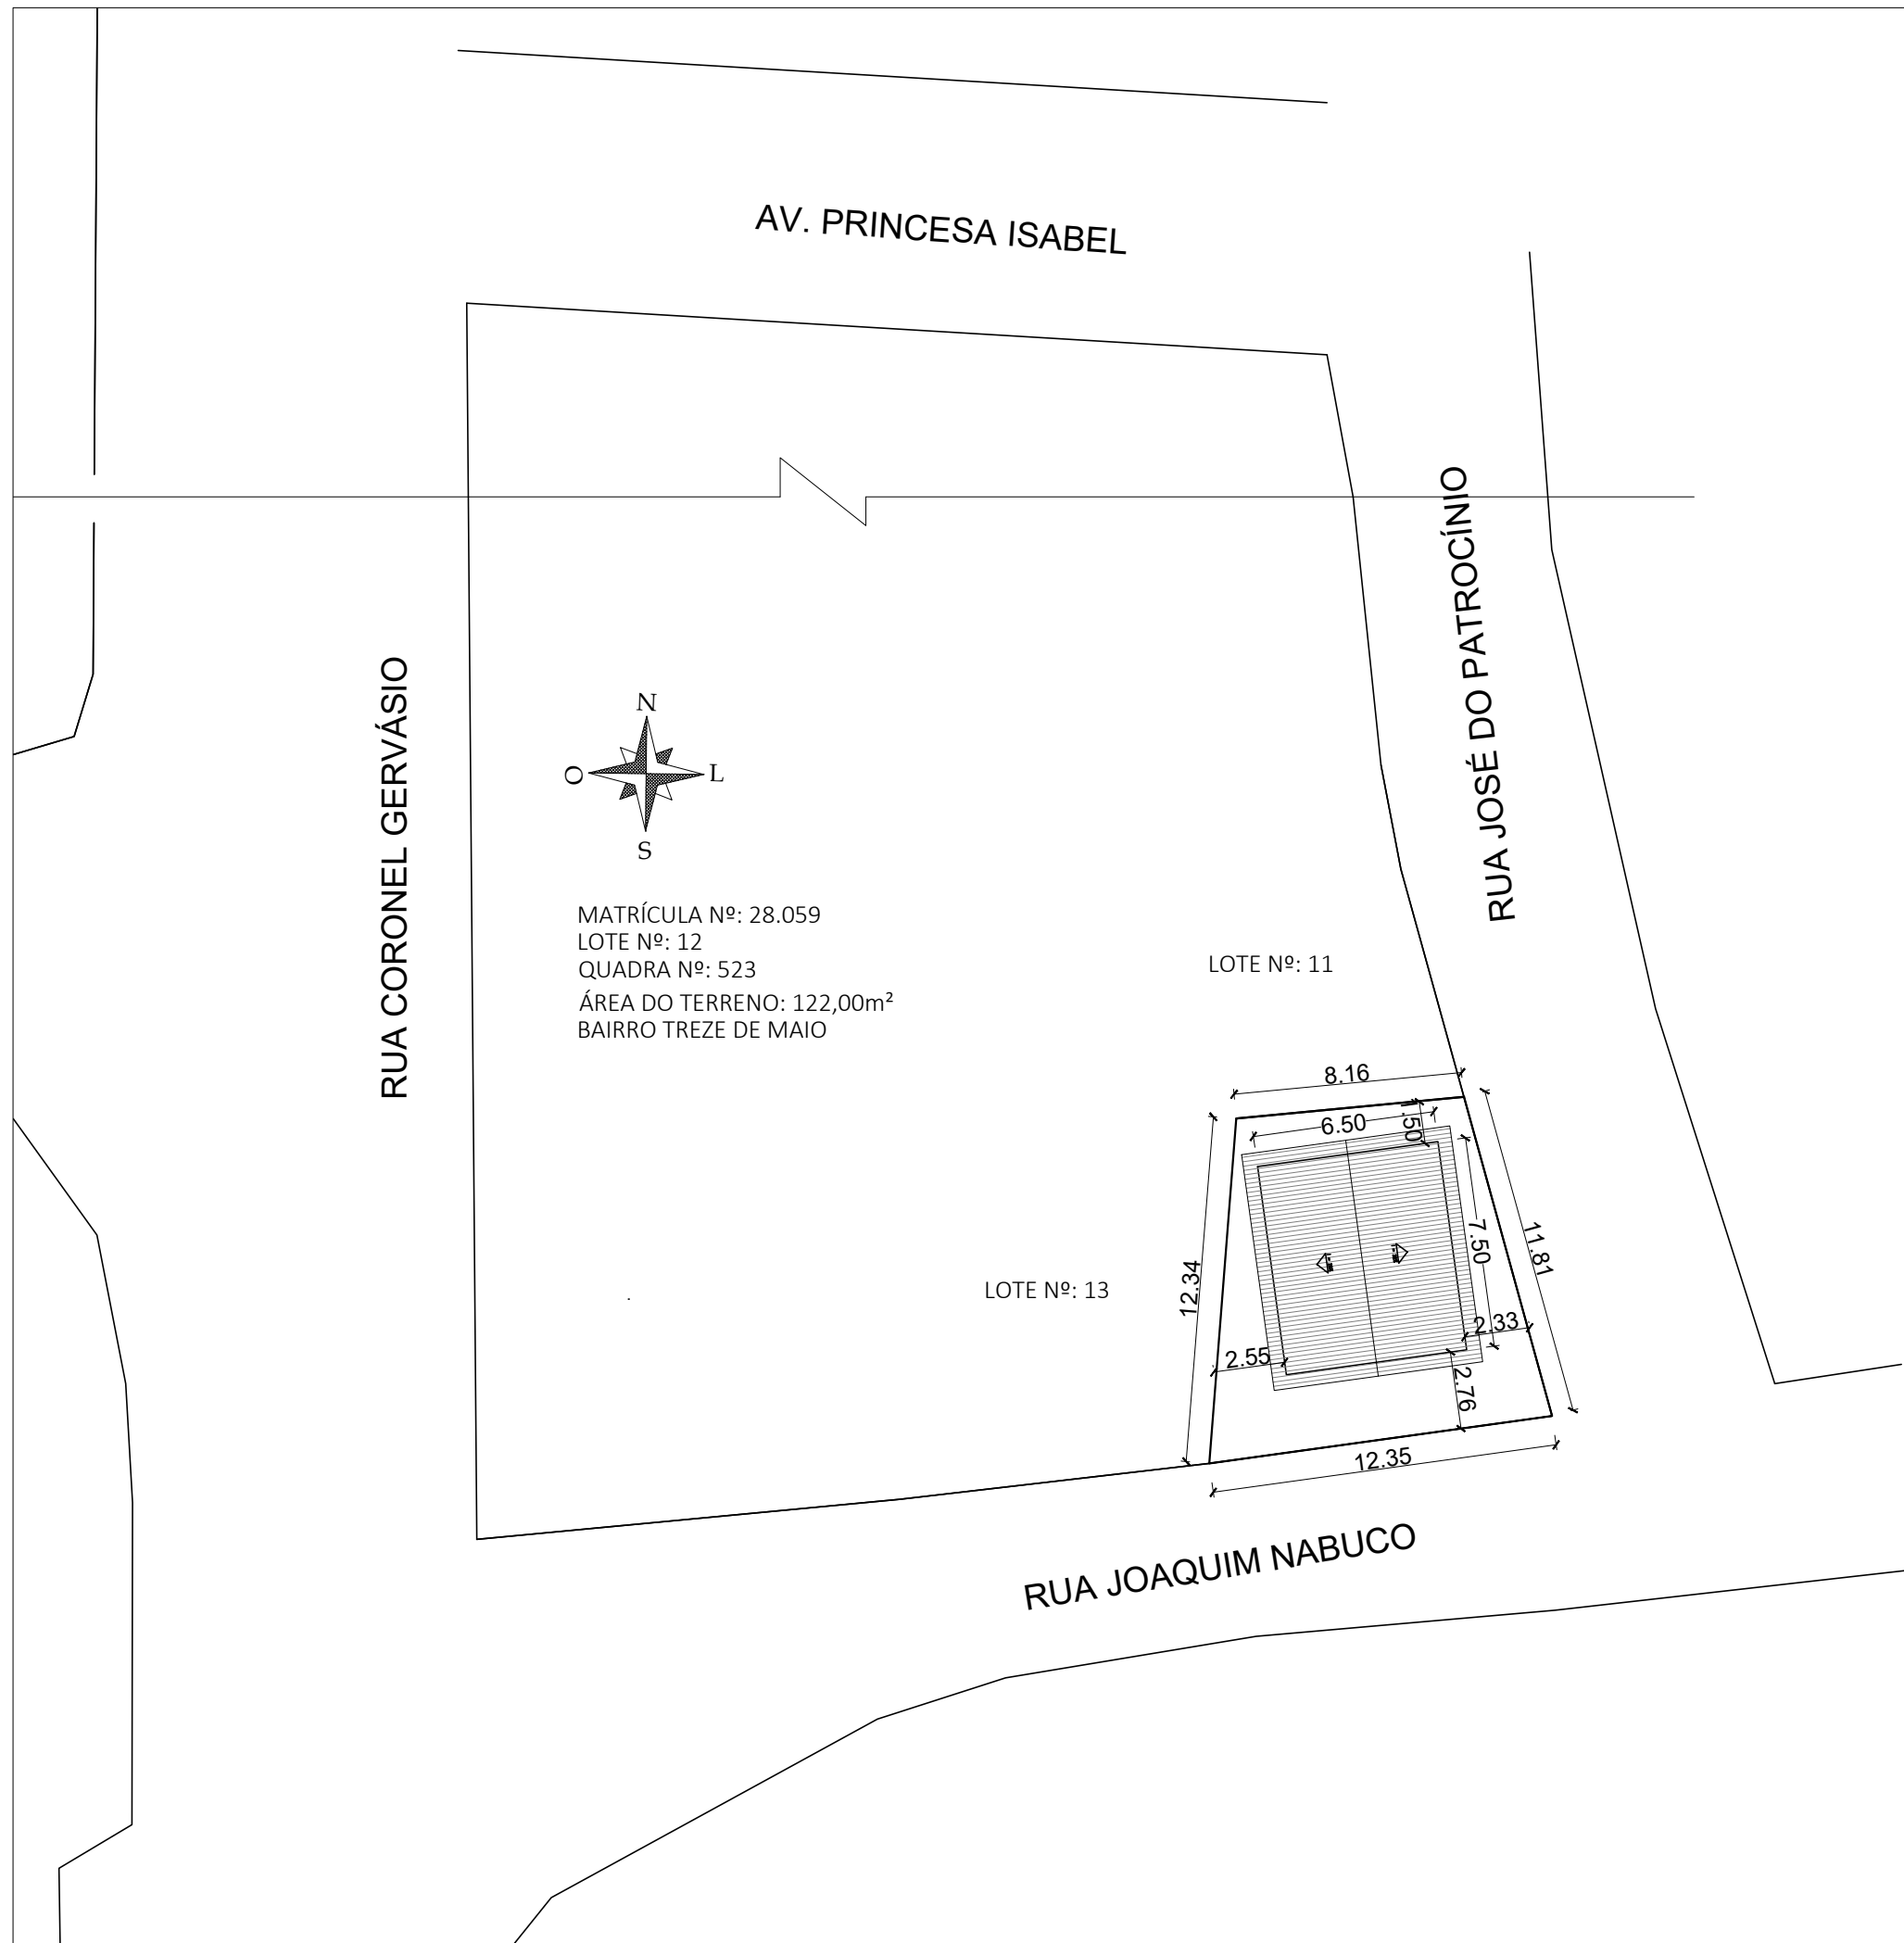 AV. PRINCESA ISABEL
RUA JOSÉ DO PATROCÍNIO
RUA CORONEL GERVÁSIO
N
O
L
S
MATRÍCULA Nº: 28.059
LOTE Nº: 12
QUADRA Nº: 523
ÁREA DO TERRENO: 122,00m²
BAIRRO TREZE DE MAIO
LOTE Nº: 11
8.16
6.50
1.50
7.50
11.81
12.34
LOTE Nº: 13
2.33
2.55
2.76
12.35
RUA JOAQUIM NABUCO